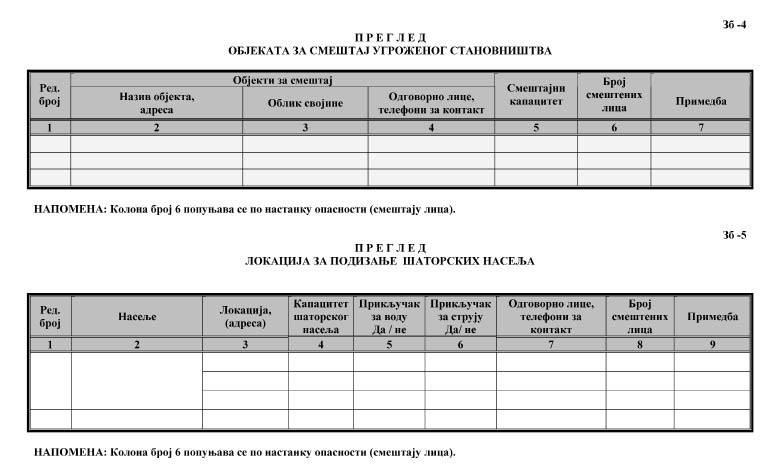 Зб -4
П Р Е Г Л Е Д
ОБЈЕКАТА ЗА СМЕШТАЈ УГРОЖЕНОГ СТАНОВНИШТВА
Ред. број
Објекти за смештај
Назив објекта, адреса
Облик својине
Одговорно лице, телефони за контакт
Смештајни капацитет
Број смештених лица
Примедба
1 2 3 4 5 6 7
НАПОМЕНА: Колона број 6 попуњава се по настанку опасности (смештају лица).
Зб -5
П Р Е Г Л Е Д
ЛОКАЦИЈА ЗА ПОДИЗАЊЕ ШАТОРСКИХ НАСЕЉА
Ред. број
Насеље
Локација, (адреса)
Капацитет шаторског насеља
Прикључак за воду Да / не
Прикључак за струју Да/ не
Одговорно лице, телефони за контакт
Број смештених лица
Примедба
1 2 3 4 5 6 7 8 9
НАПОМЕНА: Колона број 6 попуњава се по настанку опасности (смештају лица).